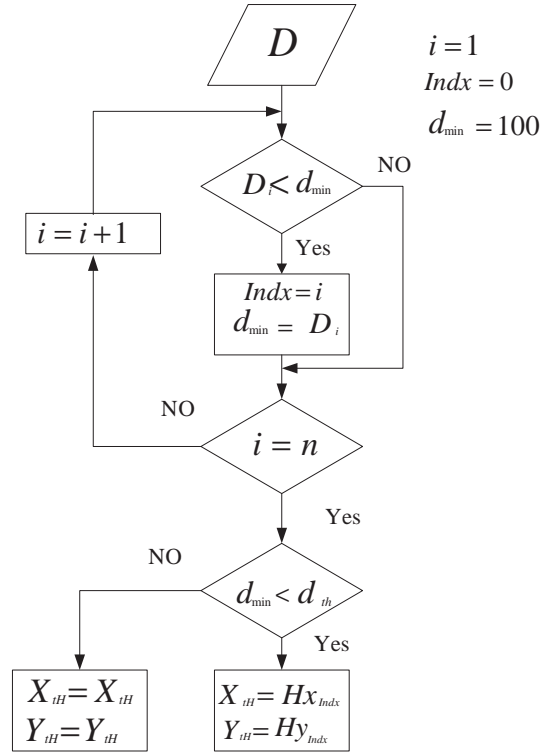 D
i = 1
Indx = 0
d_min = 100
D_i < d_min
NO
i = i + 1
Yes
Indx = i
d_min = D_i
NO
i = n
Yes
NO
d_min < d_th
Yes
X_tH = X_tH
Y_tH = Y_tH
X_tH = Hx_Indx
Y_tH = Hy_Indx